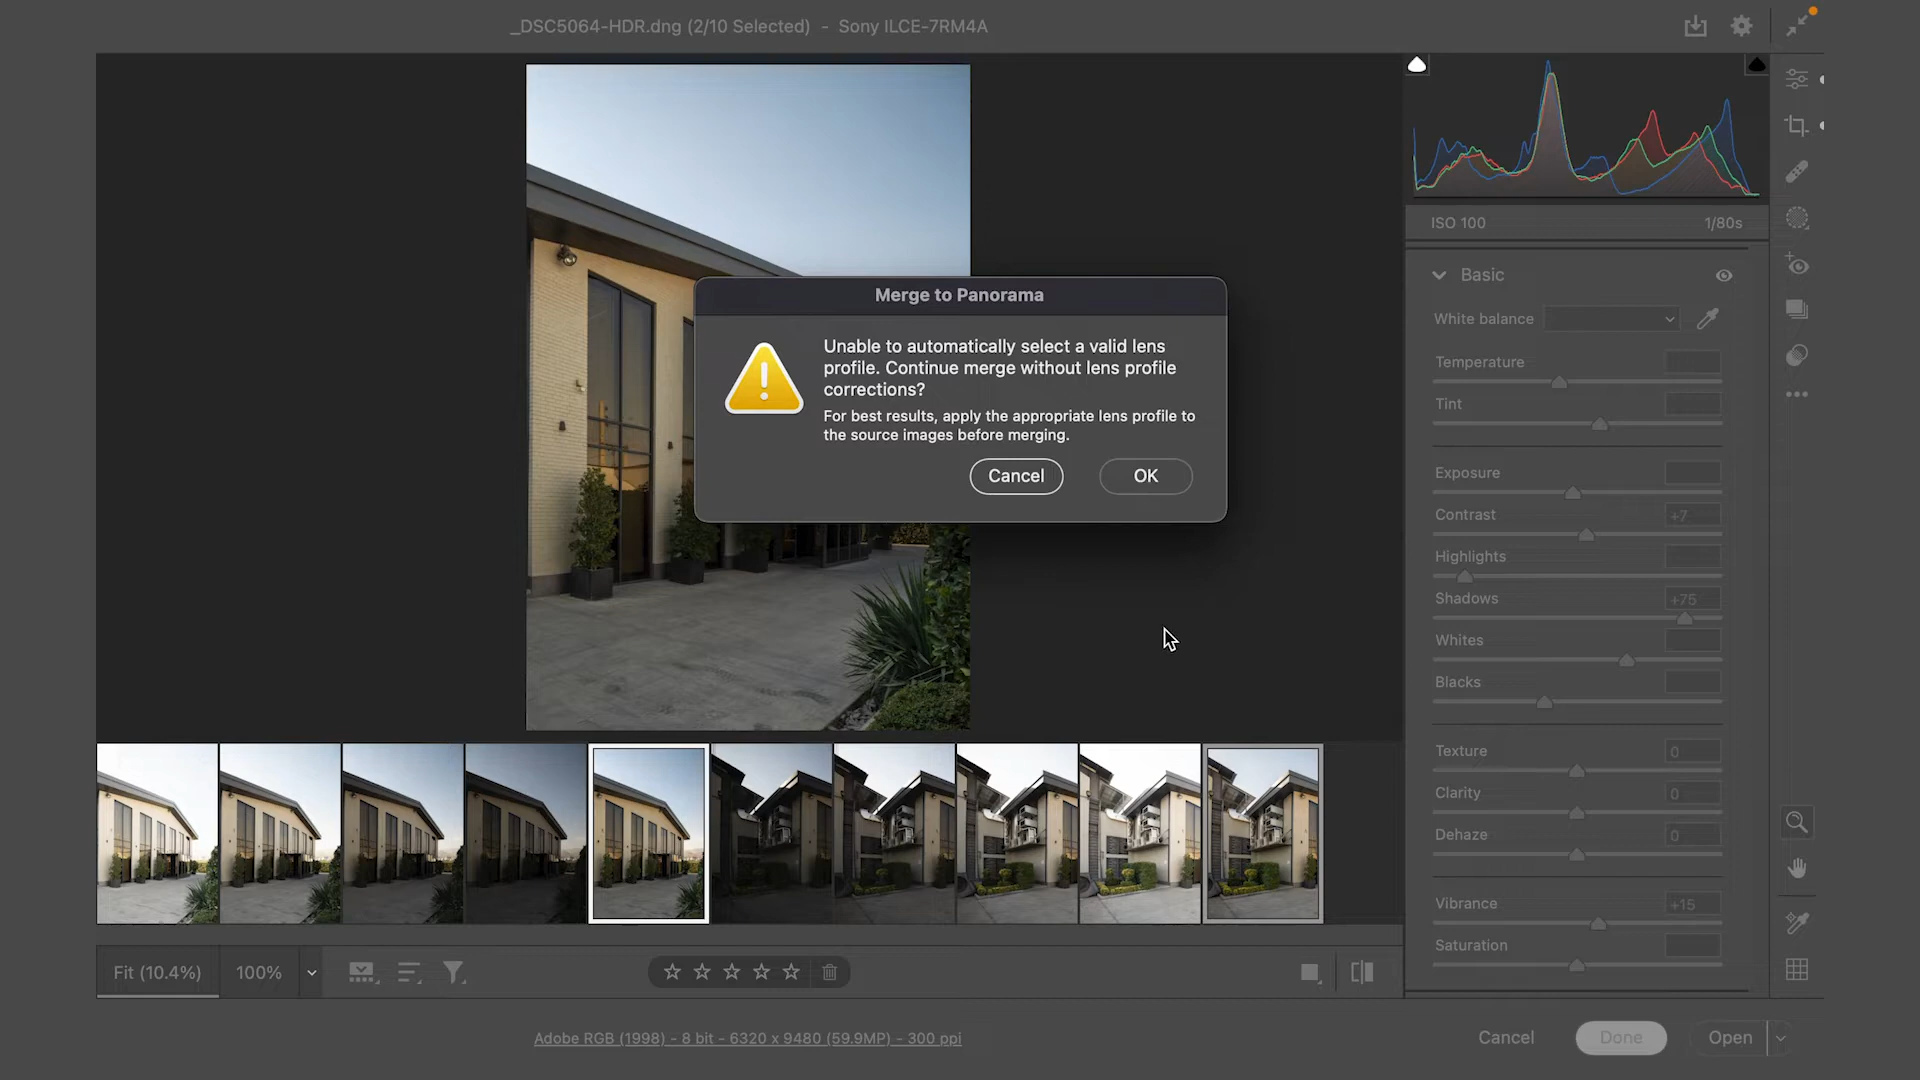 _DSC5064-HDR.dng (2/10 Selected) - Sony ILCE-7RM4A
ISO 100 1/80s
Basic
White balance
Temperature
Tint
Exposure
Contrast +7
Highlights
Shadows +75
Whites
Blacks
Texture 0
Clarity 0
Dehaze 0
Vibrance +15
Saturation
Merge to Panorama
Unable to automatically select a valid lens
profile. Continue merge without lens profile
corrections?
For best results, apply the appropriate lens profile to
the source images before merging.
Cancel OK
Fit (10.4%) 100%
Adobe RGB (1998) - 8 bit - 6320 x 9480 (59.9MP) - 300 ppi
Cancel Done Open